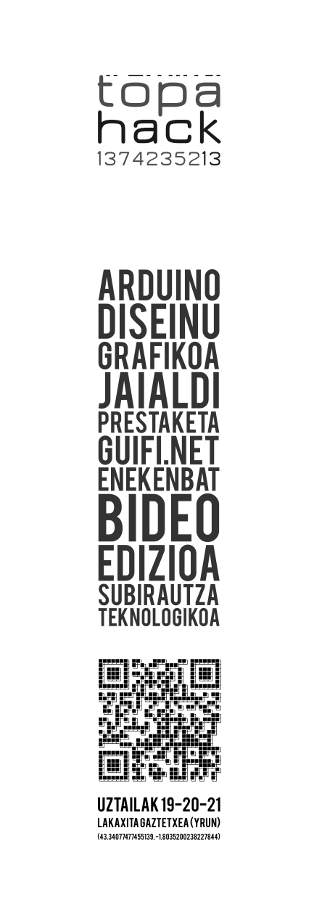 topa
hack
1374235213
ARDUINO
DISEINU
GRAFIKOA
JAIALDI
PRESTAKETA
GUIFI.NET
ENEKENBAT
BIDEO
EDIZIOA
SUBIRAUTZA
TEKNOLOGIKOA
UZTAILAK 19-20-21
LAKAXITA GAZTETXEA (YRUN)
(43.34077477455139, -1.8035200238227844)